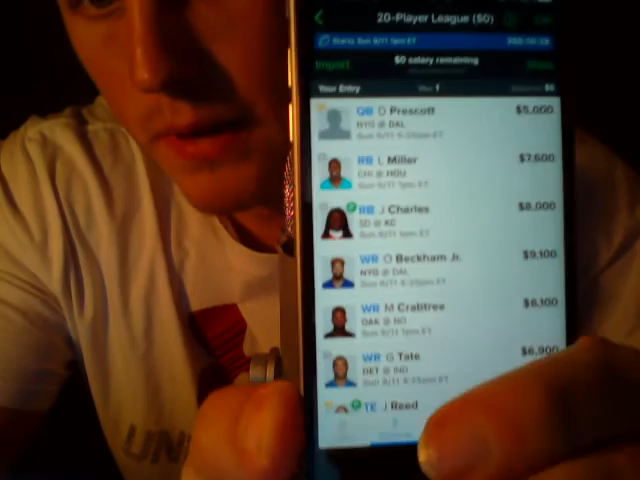 20-Player League ($0)
Import
$0 salary remaining
Your Entry
QB D Prescott $5,000
NYG @ DAL
RB L Miller $7,600
CHI @ HOU
Sun 9/11 1pm ET
RB J Charles $8,000
SD @ KC
Sun 9/11 1pm ET
WR O Beckham Jr. $9,100
NYG @ DAL
WR M Crabtree $6,100
OAK @ NO
Sun 9/11 1pm ET
WR G Tate $6,900
DET @ IND
TE J Reed
UN